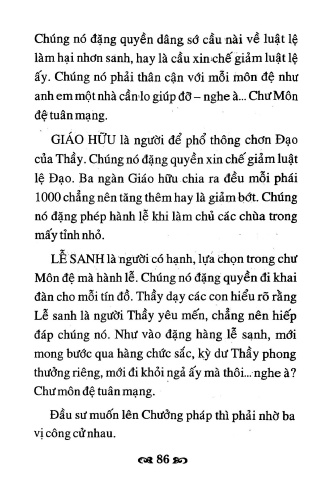 Chúng nó đặng quyền dâng sớ cầu nài về luật lệ
làm hại nhơn sanh, hay là cầu xin chế giảm luật lệ
ấy. Chúng nó phải thân cận với mỗi môn đệ như
anh em một nhà cần lo giúp đỡ – nghe à... Chư Môn
đệ tuân mạng.
GIÁO HỮU là người để phổ thông chơn Đạo
của Thầy. Chúng nó đặng quyền xin chế giảm luật
lệ Đạo. Ba ngàn Giáo hữu chia ra đều mỗi phái
1000 chẳng nên tăng thêm hay là giảm bớt. Chúng
nó đặng phép hành lễ khi làm chủ các chùa trong
mấy tỉnh nhỏ.
LỄ SANH là người có hạnh, lựa chọn trong chư
Môn đệ mà hành lễ. Chúng nó đặng quyền đi khai
đàn cho mỗi tín đồ. Thầy dạy các con hiểu rõ rằng
Lễ sanh là người Thầy yêu mến, chẳng nên hiếp
đáp chúng nó. Như vào đặng hàng lễ sanh, mới
mong bước qua hàng chức sắc, kỳ dư Thầy phong
thưởng riêng, mới đi khỏi ngả ấy mà thôi... nghe à?
Chư môn đệ tuân mạng.
Đầu sư muốn lên Chưởng pháp thì phải nhờ ba
vị công cử nhau.
86